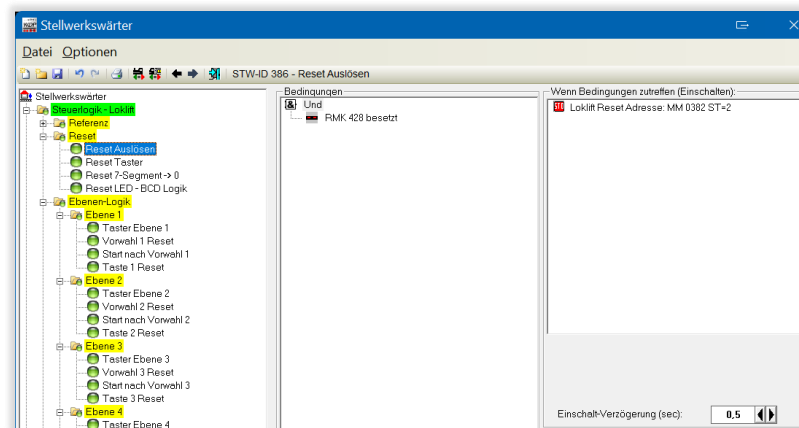 Stellwerkswärter
Datei Optionen
STW-ID 386 - Reset Auslösen
Stellwerkswärter
Steuerlogik - Loklift
Referenz
Reset
Reset Auslösen
Reset Taster
Reset 7-Segment -> 0
Reset LED - BCD Logik
Ebenen-Logik
Ebene 1
Taster Ebene 1
Vorwahl 1 Reset
Start nach Vorwahl 1
Taste 1 Reset
Ebene 2
Taster Ebene 2
Vorwahl 2 Reset
Start nach Vorwahl 2
Taste 2 Reset
Ebene 3
Taster Ebene 3
Vorwahl 3 Reset
Start nach Vorwahl 3
Taste 3 Reset
Ebene 4
Taster Ebene 4
Bedingungen
& Und
RMK 428 besetzt
Wenn Bedingungen zutreffen (Einschalten):
Loklift Reset Adresse: MM 0382 ST=2
Einschalt-Verzögerung (sec): 0,5